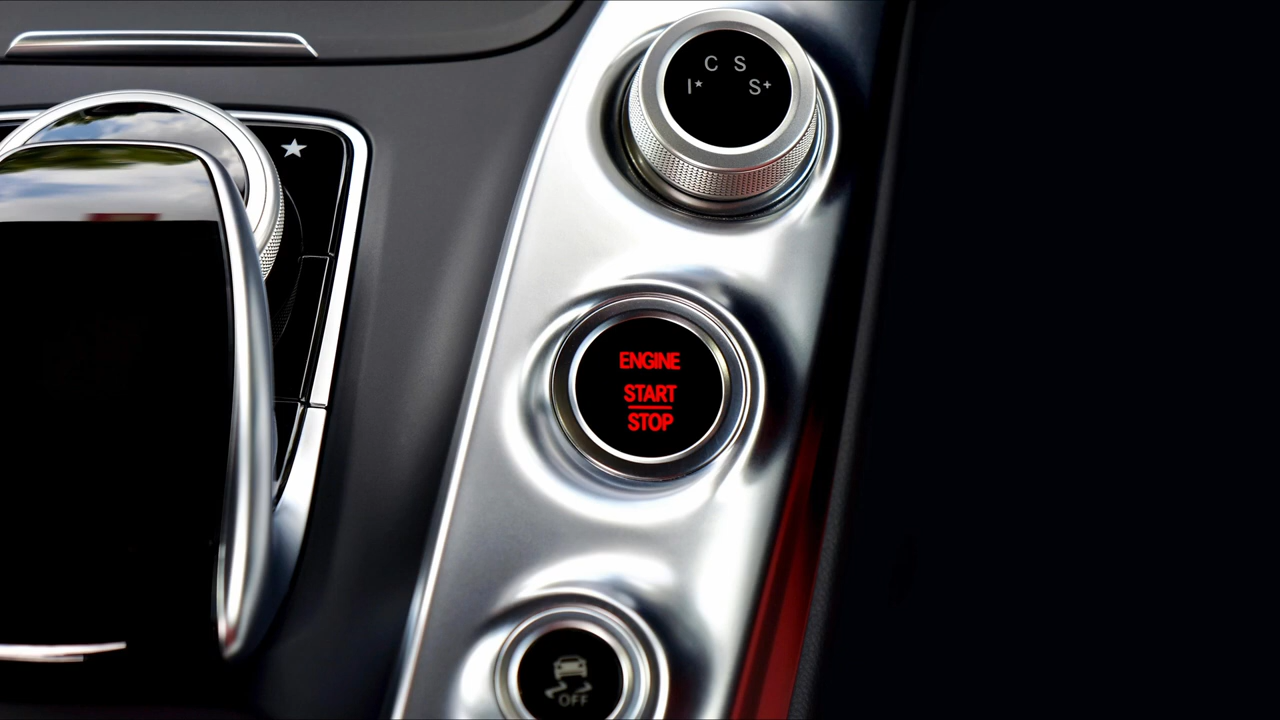 C S
I★ S+
ENGINE
START
STOP
OFF